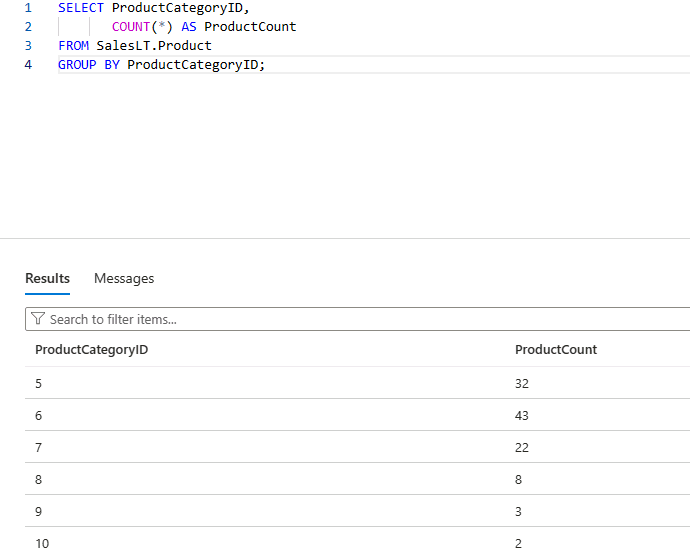 1 SELECT ProductCategoryID,
2 COUNT(*) AS ProductCount
3 FROM SalesLT.Product
4 GROUP BY ProductCategoryID;
Results Messages
Search to filter items...
ProductCategoryID ProductCount
5 32
6 43
7 22
8 8
9 3
10 2